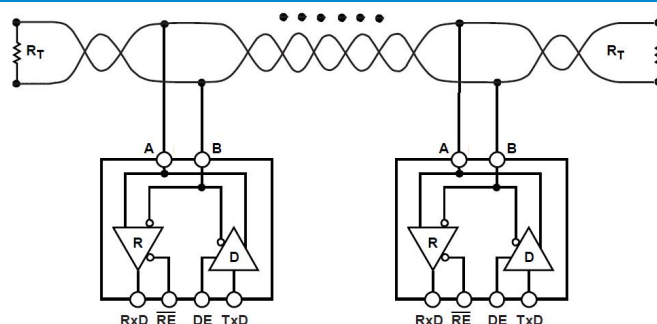 RT RT
A B A B
R D R D
RxD RE DE TxD RxD RE DE TxD